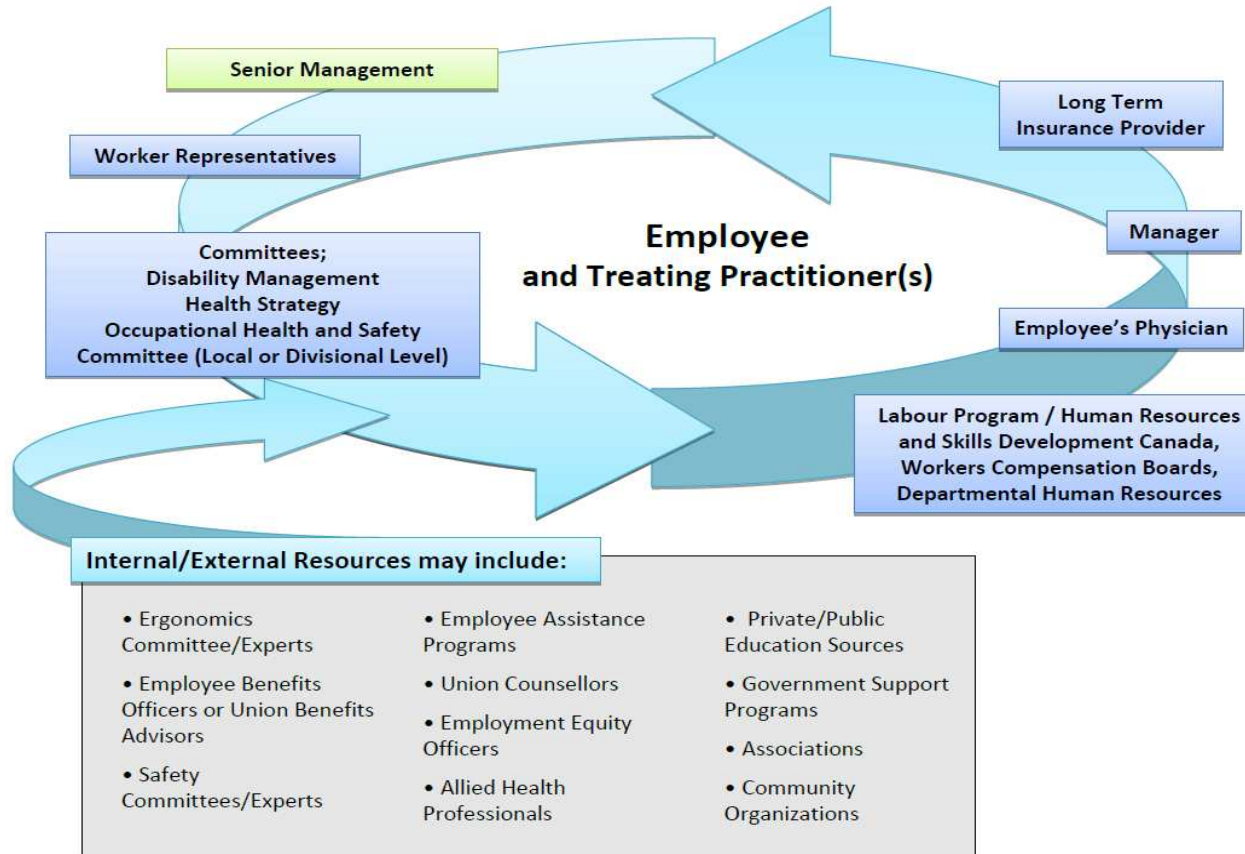 Senior Management
Long Term
Insurance Provider
Worker Representatives
Manager
Employee
and Treating Practitioner(s)
Committees;
Disability Management
Health Strategy
Occupational Health and Safety
Committee (Local or Divisional Level)
Employee’s Physician
Labour Program / Human Resources
and Skills Development Canada,
Workers Compensation Boards,
Departmental Human Resources
Internal/External Resources may include:
• Ergonomics
Committee/Experts
• Employee Benefits
Officers or Union Benefits
Advisors
• Safety
Committees/Experts
• Employee Assistance
Programs
• Union Counsellors
• Employment Equity
Officers
• Allied Health
Professionals
• Private/Public
Education Sources
• Government Support
Programs
• Associations
• Community
Organizations